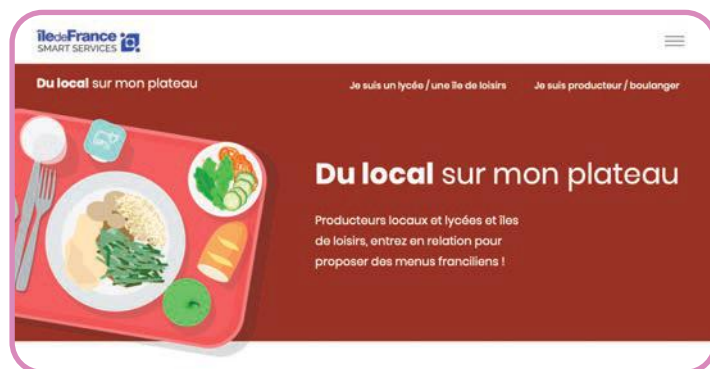 îledeFrance
SMART SERVICES
Du local sur mon plateau
Je suis un lycée / une île de loisirs
Je suis producteur / boulanger
Du local sur mon plateau
Producteurs locaux et lycées et îles
de loisirs, entrez en relation pour
proposer des menus franciliens !